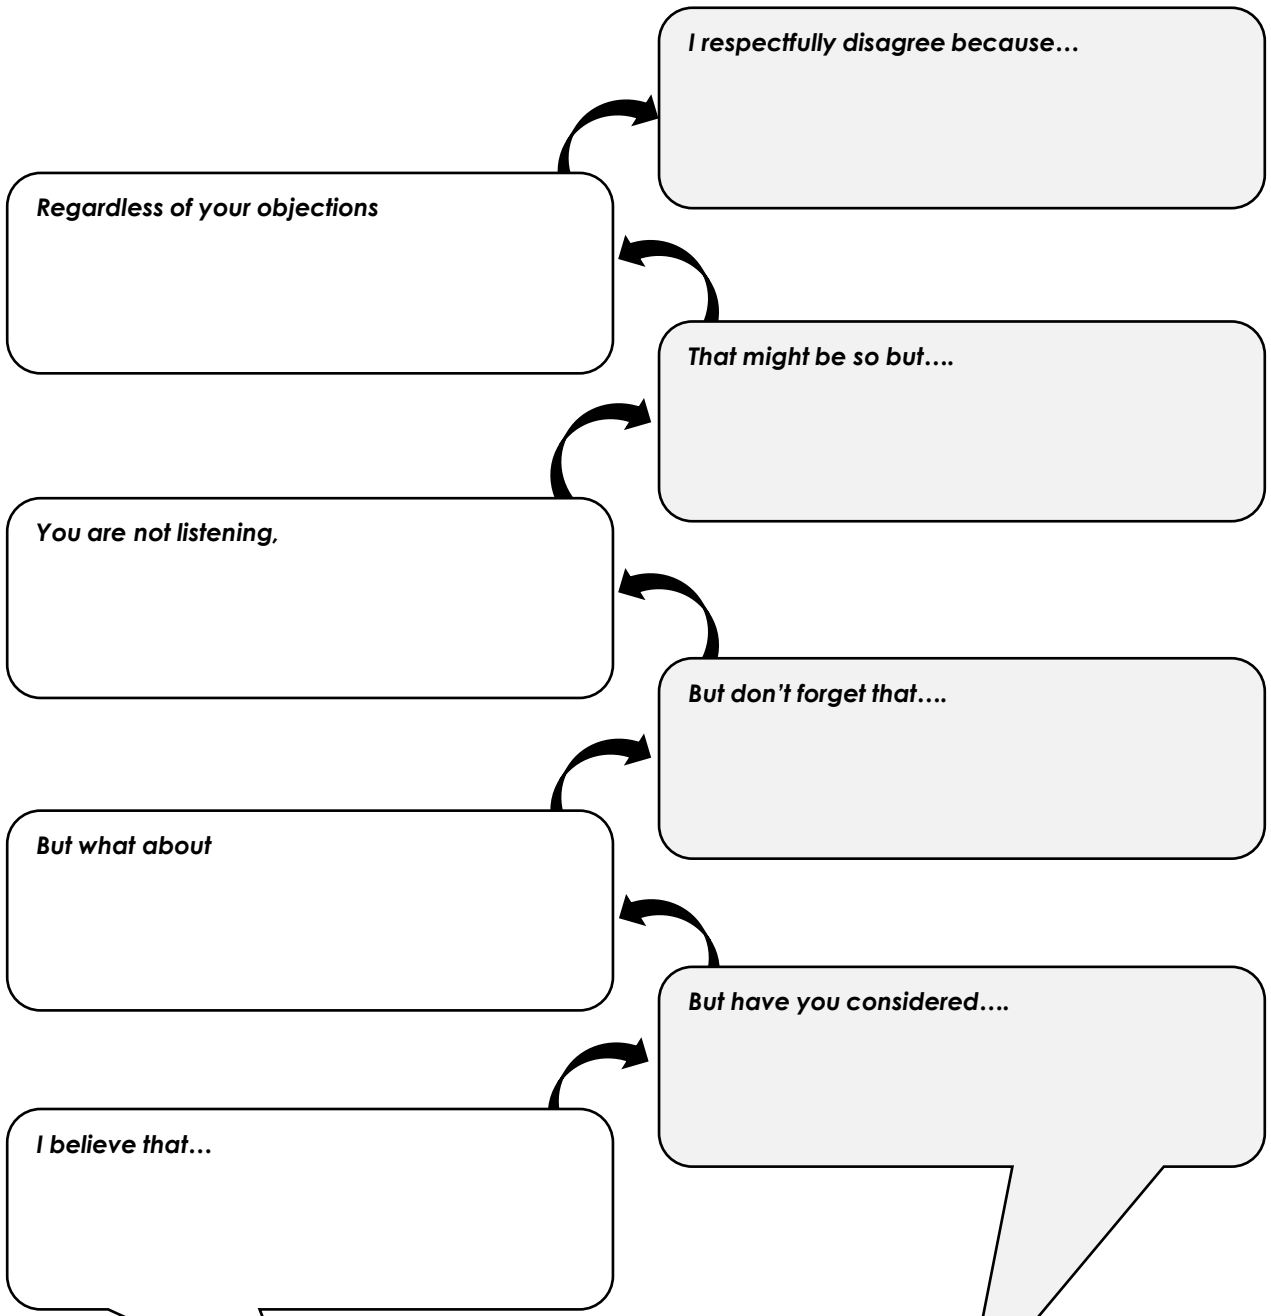 I respectfully disagree because…
Regardless of your objections
That might be so but….
You are not listening,
But don’t forget that….
But what about
But have you considered….
I believe that…